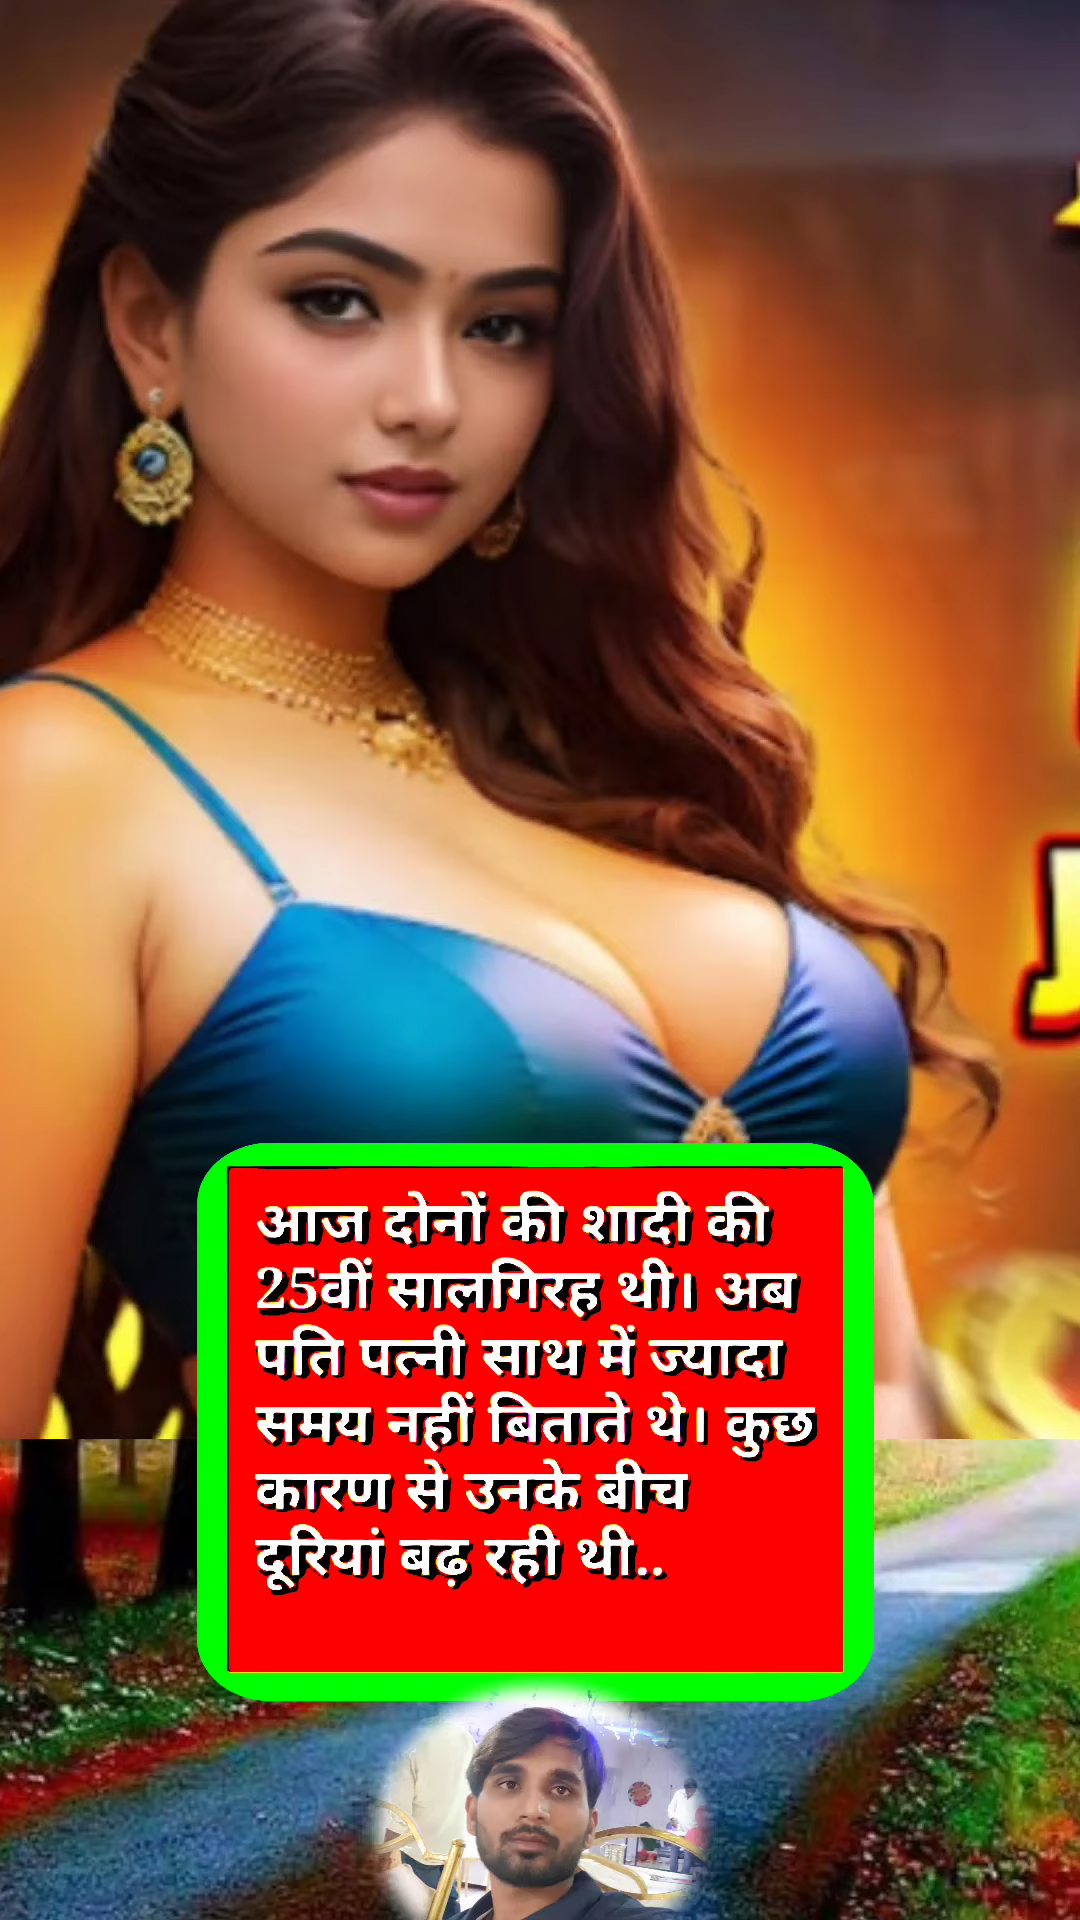 आज दोनों की शादी की
25वीं सालगिरह थी। अब
पति पत्नी साथ में ज्यादा
समय नहीं बिताते थे। कुछ
कारण से उनके बीच
दूरियां बढ़ रही थी..